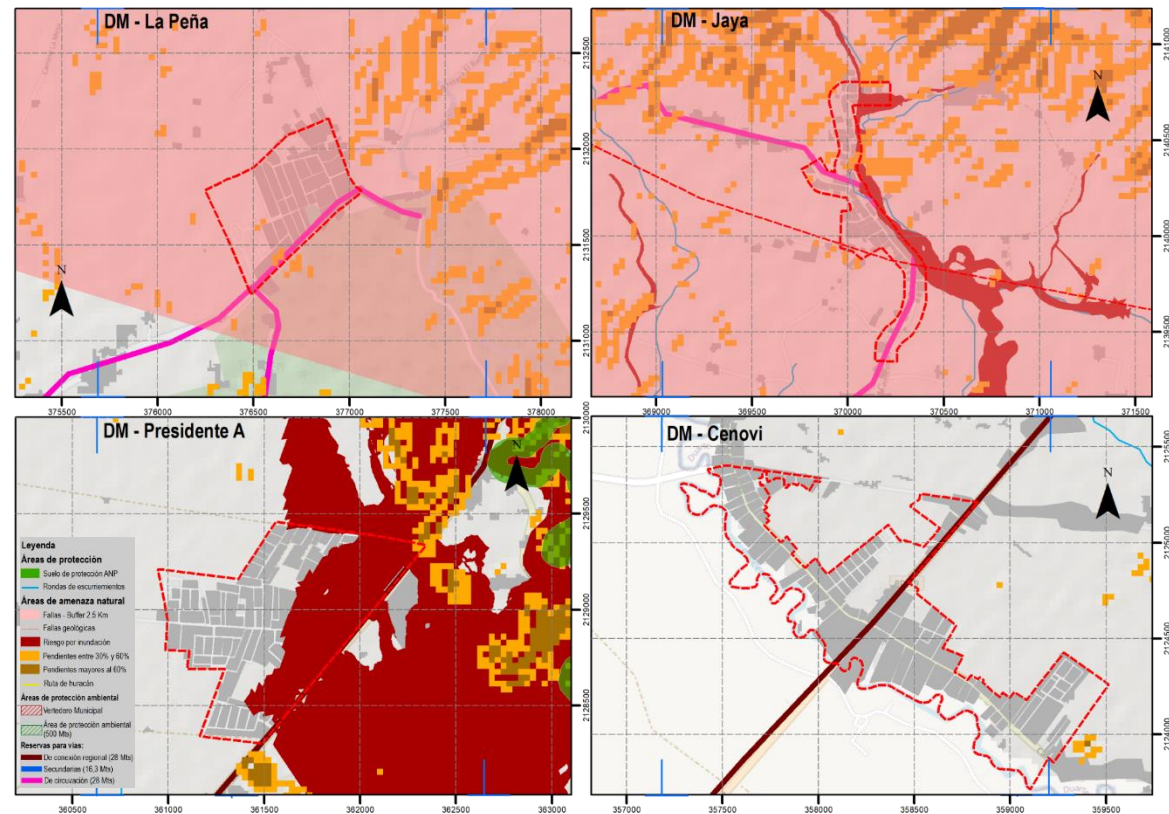 DM - La Peña
2132500
2132000
2131500
2131000
375500
376000
376500
377000
377500
378000
N
DM - Jaya
2141000
2140500
2140000
2139500
369000
369500
370000
370500
371000
371500
N
DM - Presidente A
2130000
2129500
2129000
2128500
360500
361000
361500
362000
362500
363000
N
Leyenda
Áreas de protección
Suelo de protección ANP
Rondas de escurriemientos
Áreas de amenaza natural
Fallas - Buffer 2.5 Km
Fallas geológicas
Riesgo por inundación
Pendientes entre 30% y 60%
Pendientes mayores al 60%
Ruta de huracán
Áreas de protección ambiental
Vertedero Municipal
Área de protección ambiental
(500 Mts)
Reservas para vías:
De conexión regional (28 Mts)
Secundarias (16,3 Mts)
De circuvación (28 Mts)
DM - Cenovi
2125500
2125000
2124500
2124000
357000
357500
358000
358500
359000
359500
N